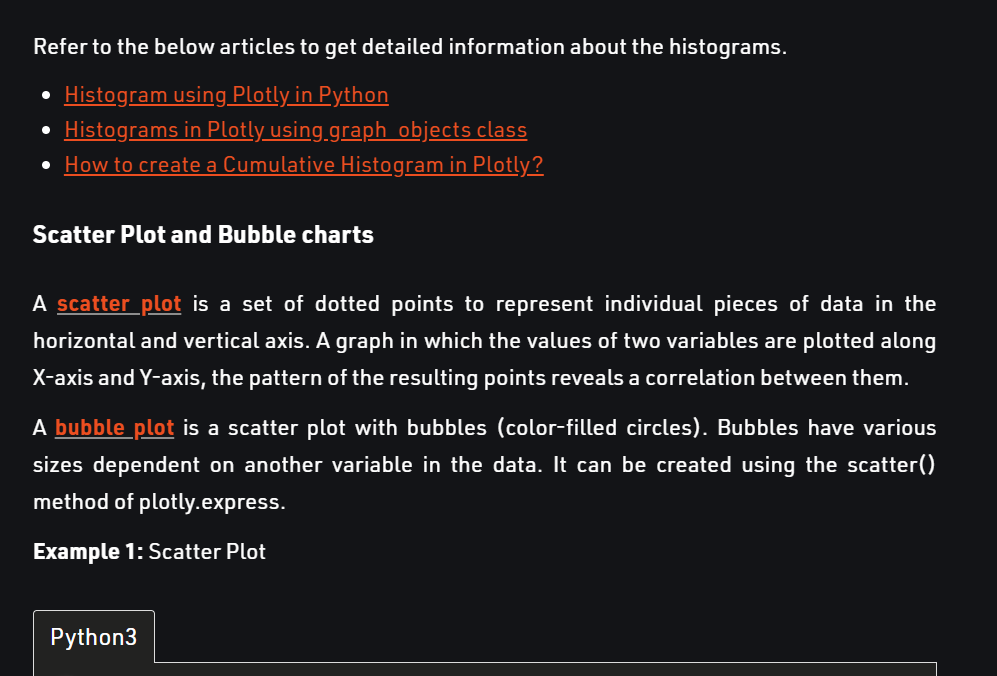 Refer to the below articles to get detailed information about the histograms.
Histogram using Plotly in Python
Histograms in Plotly using graph_objects class
How to create a Cumulative Histogram in Plotly?
Scatter Plot and Bubble charts
A scatter plot is a set of dotted points to represent individual pieces of data in the
horizontal and vertical axis. A graph in which the values of two variables are plotted along
X-axis and Y-axis, the pattern of the resulting points reveals a correlation between them.
A bubble plot is a scatter plot with bubbles (color-filled circles). Bubbles have various
sizes dependent on another variable in the data. It can be created using the scatter()
method of plotly.express.
Example 1: Scatter Plot
Python3